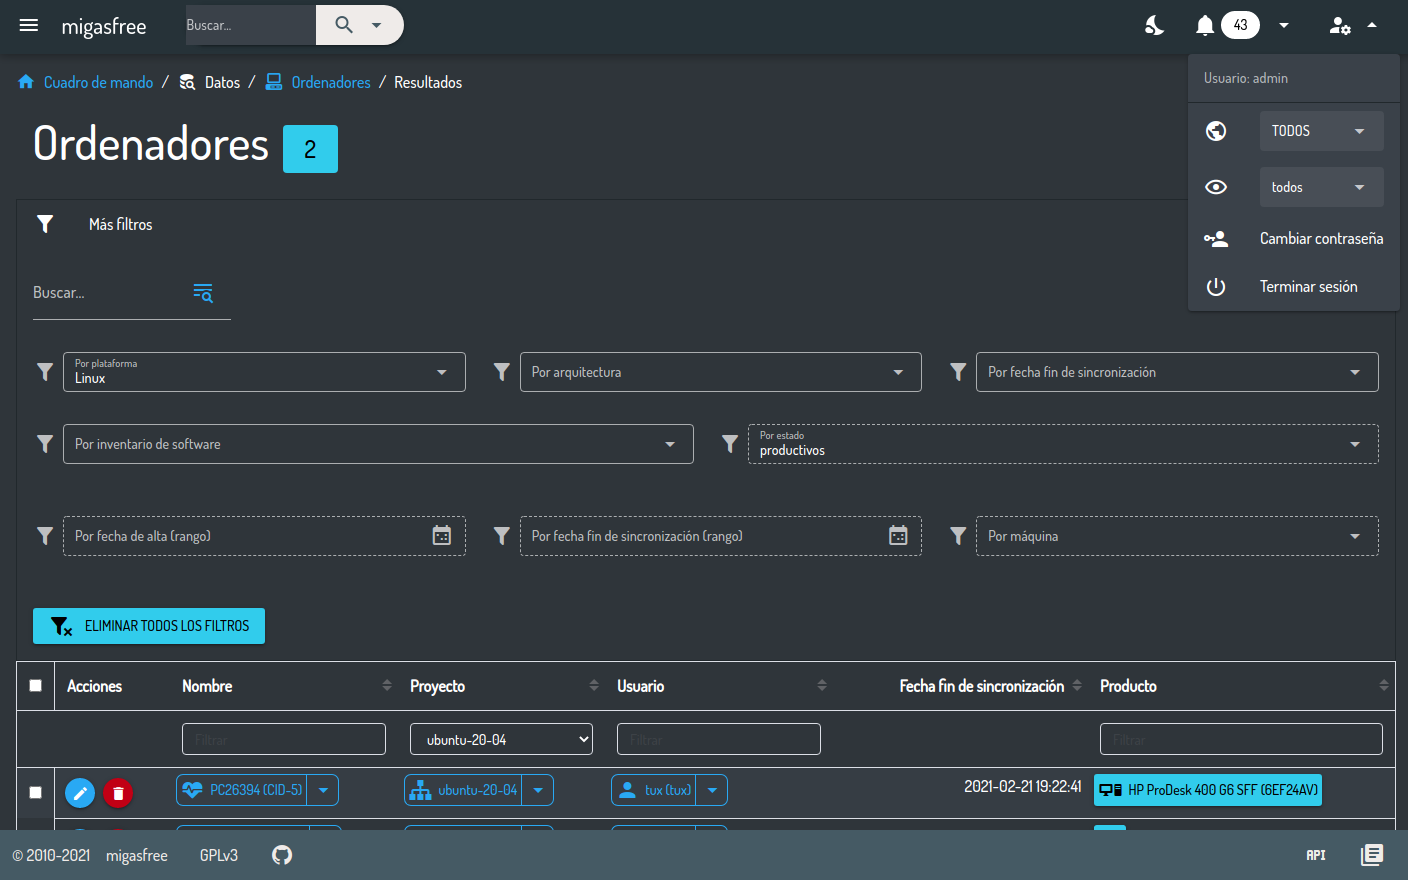 migasfree
Buscar...
43
Cuadro de mando / Datos / Ordenadores / Resultados
Usuario: admin
TODOS
todos
Cambiar contraseña
Terminar sesión
Ordenadores 2
Más filtros
Buscar...
Por plataforma
Linux
Por arquitectura
Por fecha fin de sincronización
Por inventario de software
Por estado
productivos
Por fecha de alta (rango)
Por fecha fin de sincronización (rango)
Por máquina
ELIMINAR TODOS LOS FILTROS
Acciones Nombre Proyecto Usuario Fecha fin de sincronización Producto
Filtrar ubuntu-20-04 Filtrar Filtrar
PC26394 (CID-5) ubuntu-20-04 tux (tux) 2021-02-21 19:22:41 HP ProDesk 400 G6 SFF (6EF24AV)
© 2010-2021 migasfree GPLv3 API